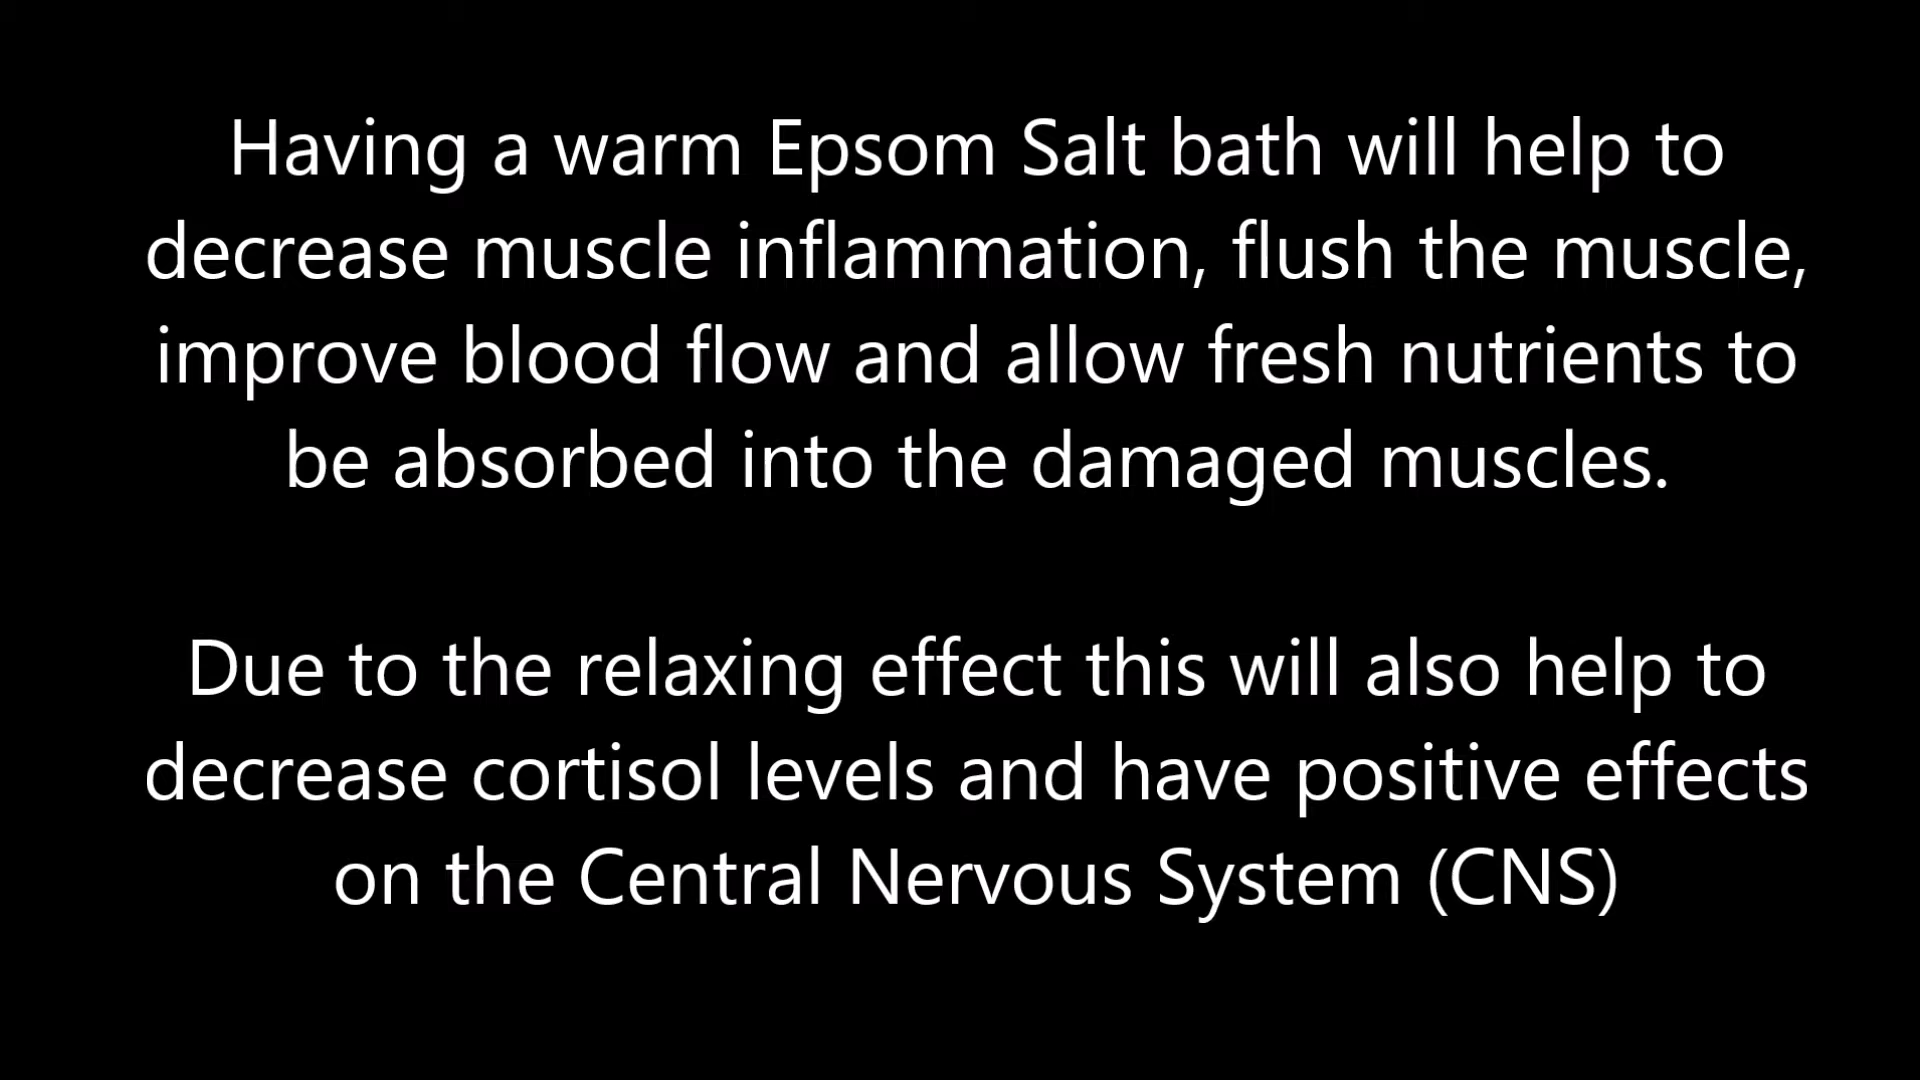 Having a warm Epsom Salt bath will help to
decrease muscle inflammation, flush the muscle,
improve blood flow and allow fresh nutrients to
be absorbed into the damaged muscles.
Due to the relaxing effect this will also help to
decrease cortisol levels and have positive effects
on the Central Nervous System (CNS)